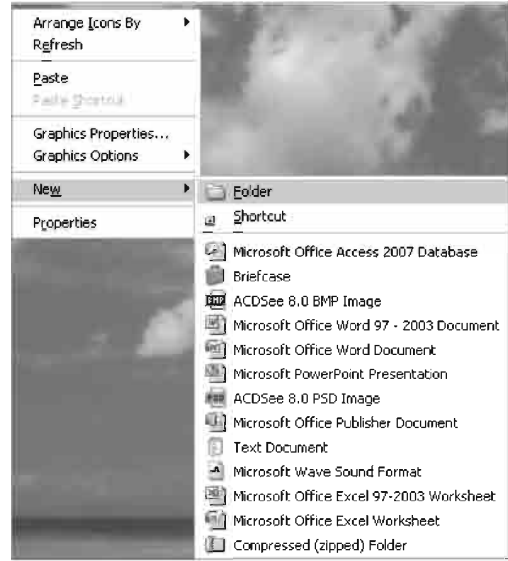 Arrange Icons By
Refresh
Paste
Paste Shortcut
Graphics Properties...
Graphics Options
New
Properties
Folder
Shortcut
Microsoft Office Access 2007 Database
Briefcase
ACDSee 8.0 BMP Image
Microsoft Office Word 97 - 2003 Document
Microsoft Office Word Document
Microsoft PowerPoint Presentation
ACDSee 8.0 PSD Image
Microsoft Office Publisher Document
Text Document
Microsoft Wave Sound Format
Microsoft Office Excel 97-2003 Worksheet
Microsoft Office Excel Worksheet
Compressed (zipped) Folder